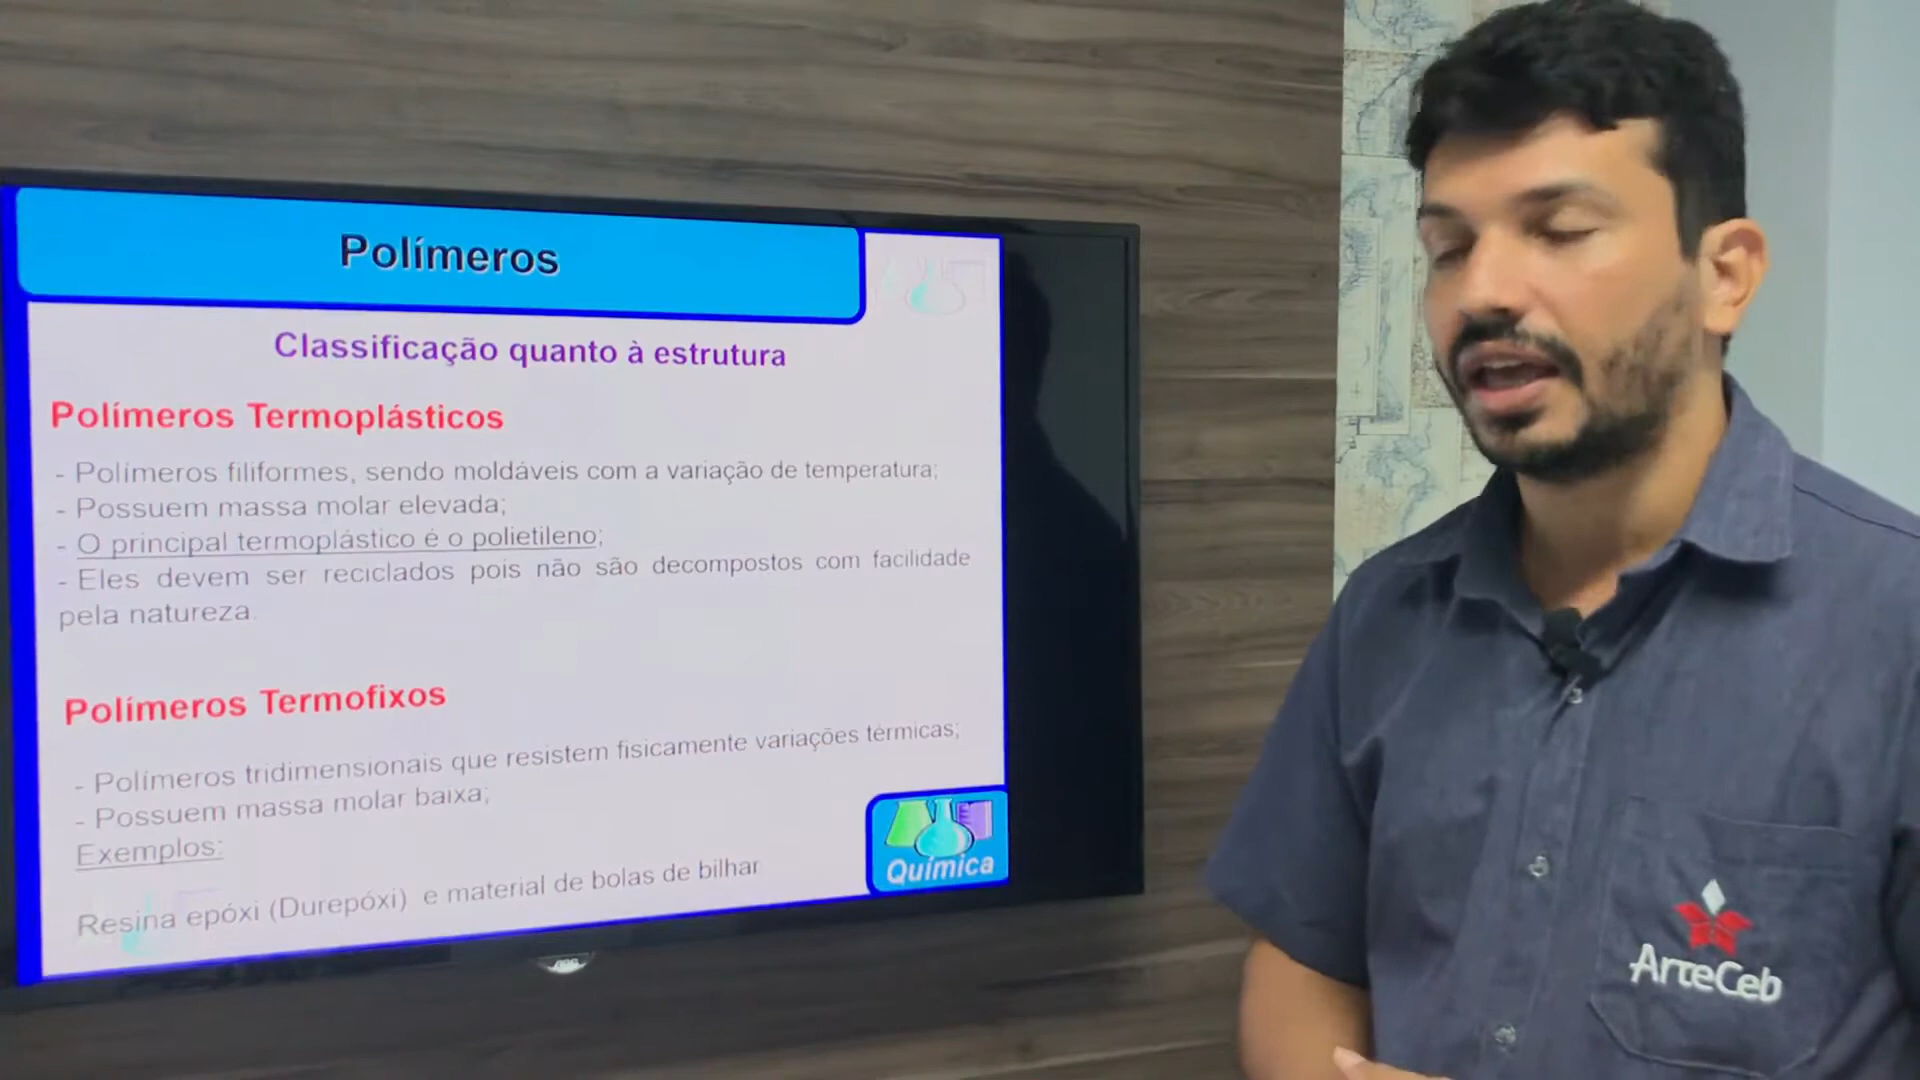 Polímeros
Classificação quanto à estrutura
Polímeros Termoplásticos
- Polímeros filiformes, sendo moldáveis com a variação de temperatura;
- Possuem massa molar elevada;
- O principal termoplástico é o polietileno;
- Eles devem ser reciclados pois não são decompostos com facilidade
pela natureza.
Polímeros Termofixos
- Polímeros tridimensionais que resistem fisicamente variações térmicas;
- Possuem massa molar baixa;
Exemplos:
Resina epóxi (Durepóxi) e material de bolas de bilhar
Química
AOC
ArteCeb